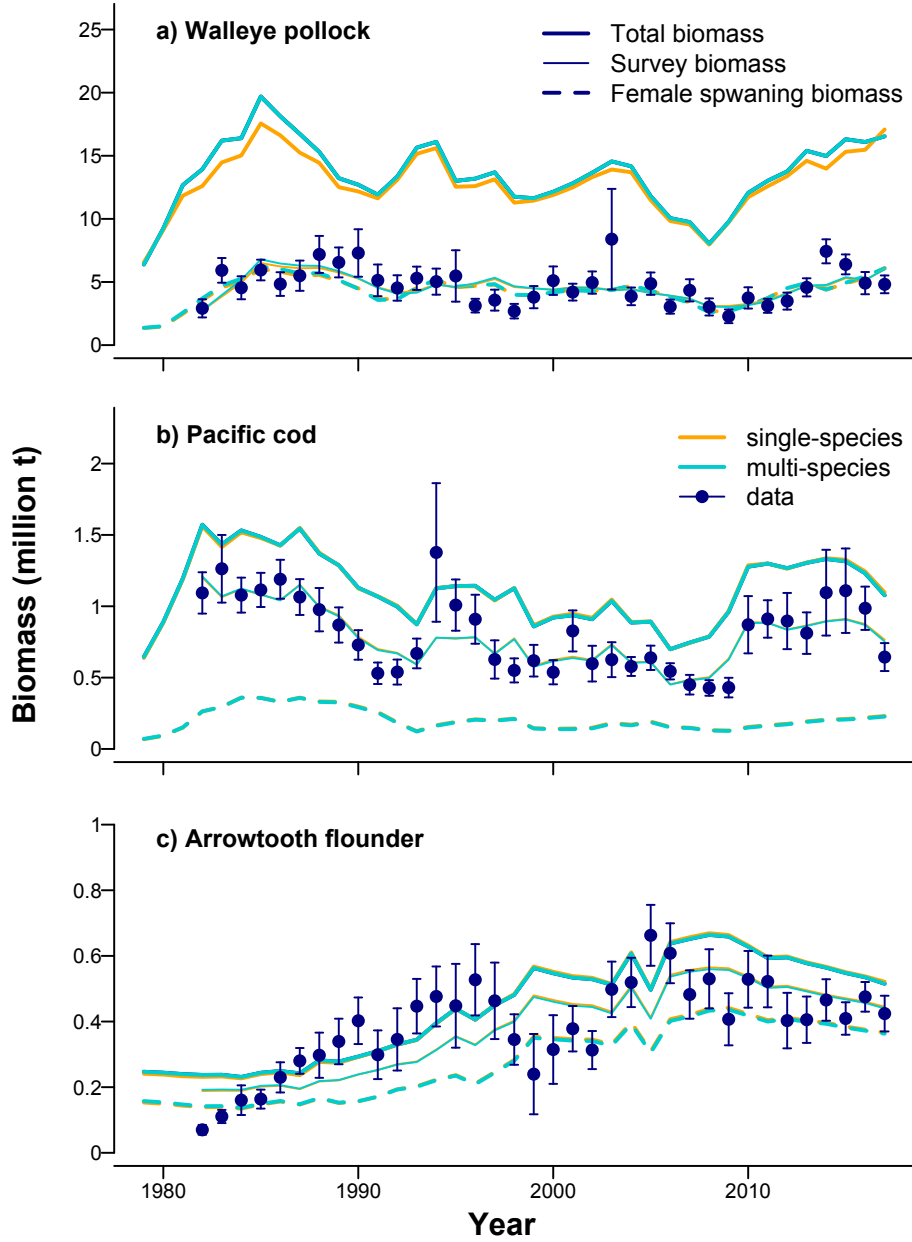 a) Walleye pollock
Total biomass
Survey biomass
Female spwaning biomass
25
20
15
10
5
0
b) Pacific cod
single-species
multi-species
data
2
1.5
1
0.5
0
Biomass (million t)
c) Arrowtooth flounder
1
0.8
0.6
0.4
0.2
0
1980 1990 2000 2010
Year